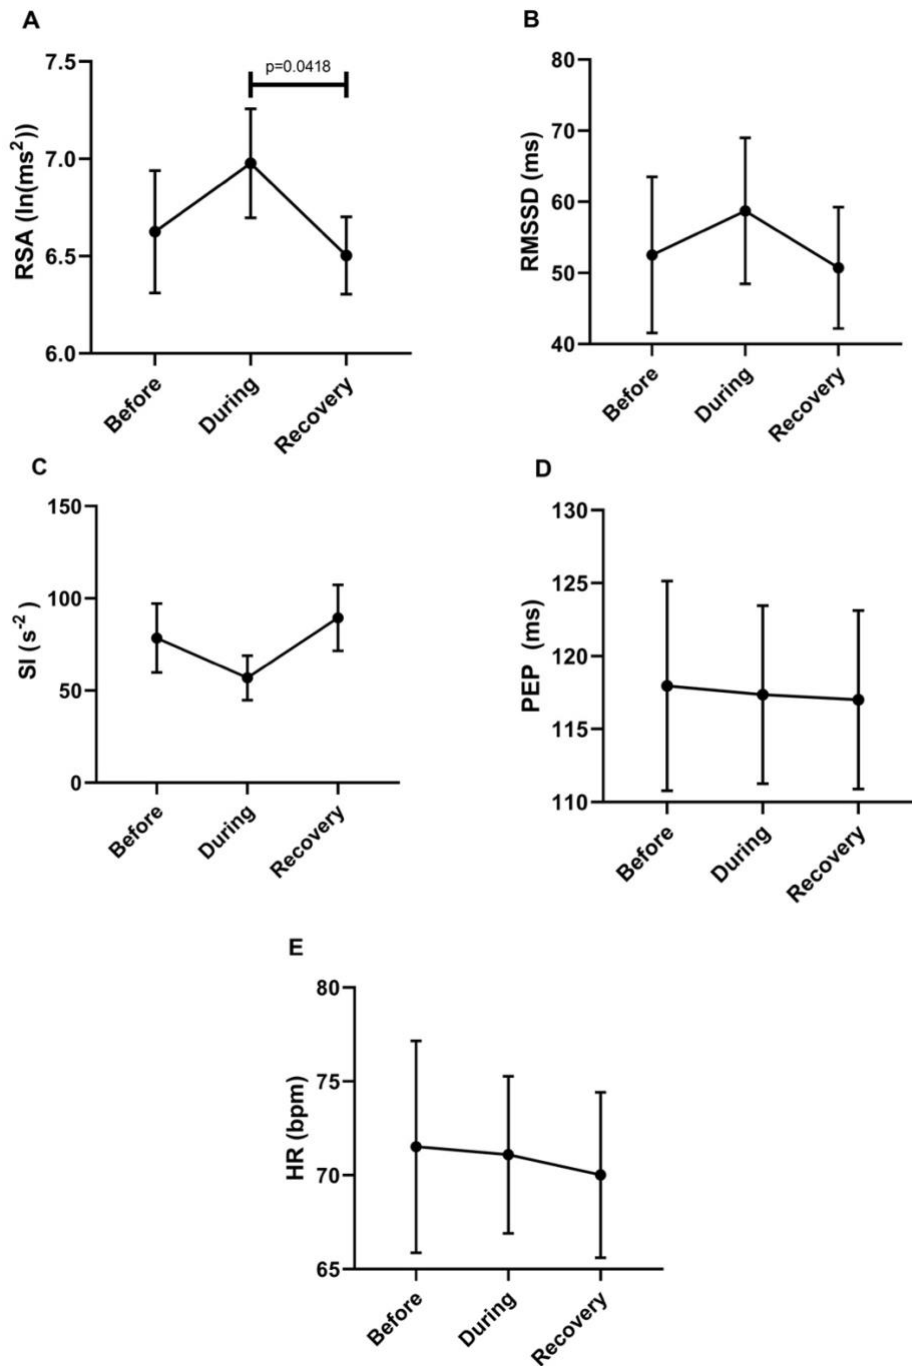 A
RSA (ln(ms²))
7.5
7.0
6.5
6.0
p=0.0418
Before
During
Recovery
B
RMSSD (ms)
80
70
60
50
40
Before
During
Recovery
C
SI (s⁻²)
150
100
50
0
Before
During
Recovery
D
PEP (ms)
130
125
120
115
110
Before
During
Recovery
E
HR (bpm)
80
75
70
65
Before
During
Recovery